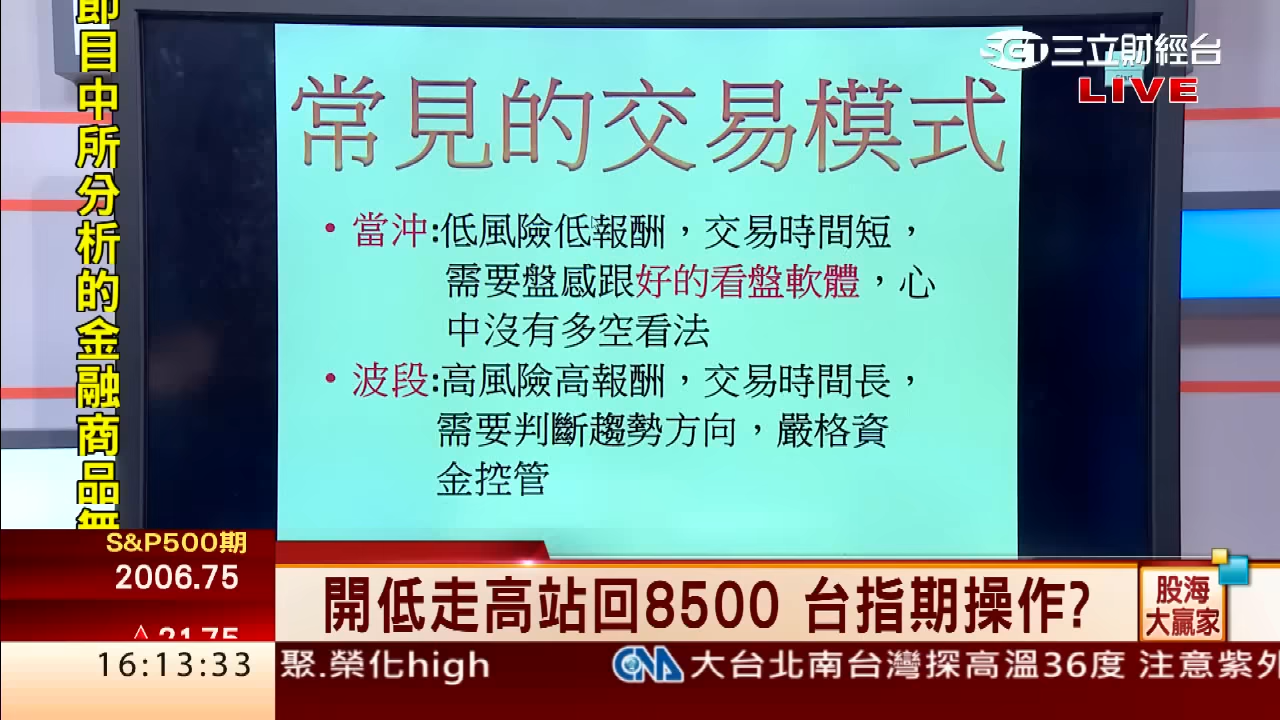 節目中所分析的金融商品無
SET三立財經台
LIVE
常見的交易模式
• 當沖:低風險低報酬，交易時間短，
需要盤感跟好的看盤軟體，心
中沒有多空看法
• 波段:高風險高報酬，交易時間長，
需要判斷趨勢方向，嚴格資
金控管
S&P500期
2006.75
△21.75
開低走高站回8500 台指期操作?
股海
大贏家
16:13:33
聚.榮化high
CNA 大台北南台灣探高溫36度 注意紫外